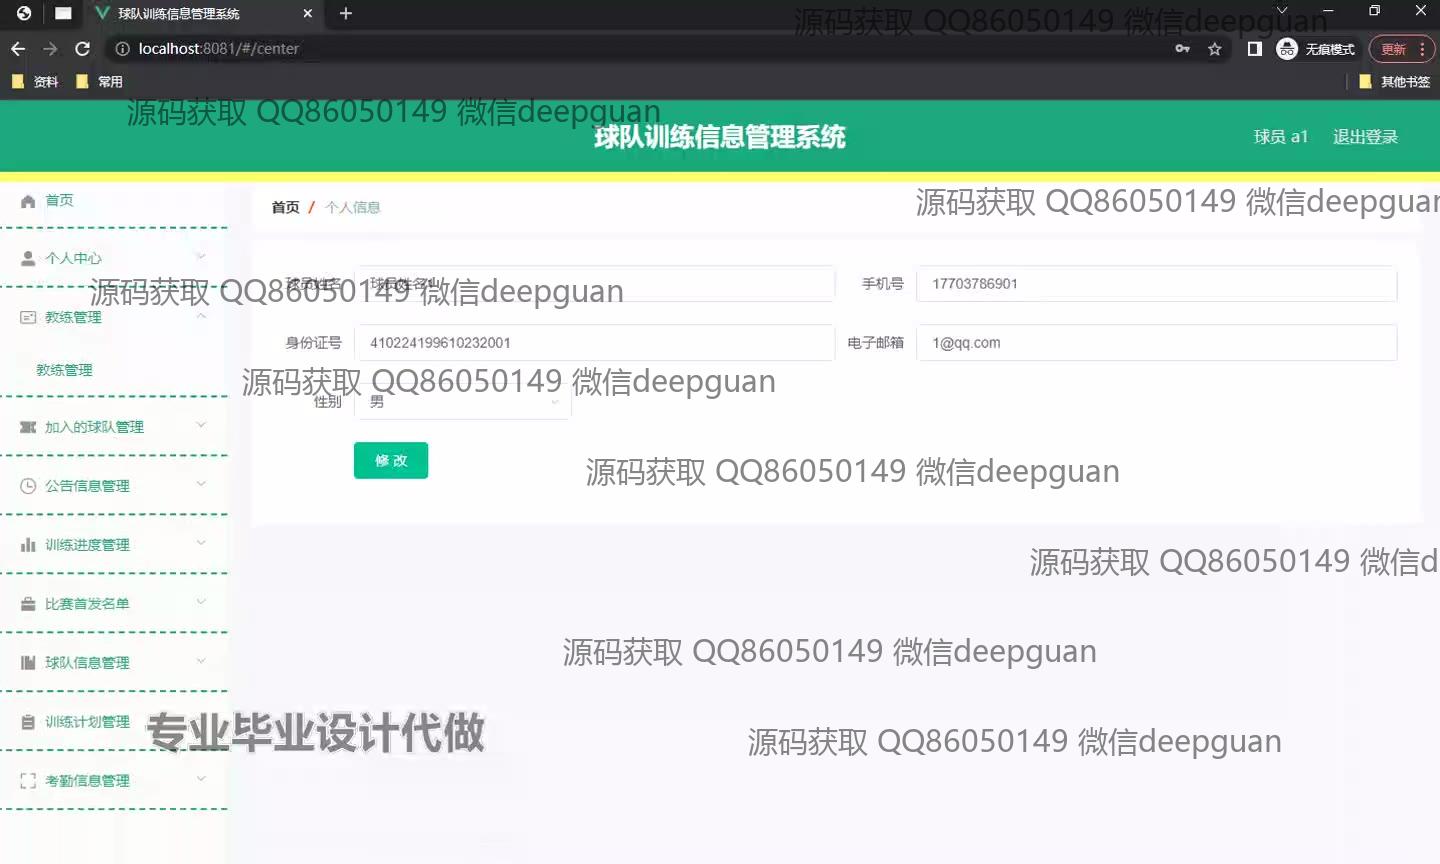 球队训练信息管理系统
源码获取 QQ86050149 微信deepguan
localhost:8081/#/center
无痕模式
更新
资料
常用
其他书签
源码获取 QQ86050149 微信deepguan
球队训练信息管理系统
球员 a1
退出登录
首页
首页 / 个人信息
源码获取 QQ86050149 微信deepguan
个人中心
球员姓名
球员姓名1
手机号
17703786901
源码获取 QQ86050149 微信deepguan
教练管理
身份证号
410224199610232001
电子邮箱
1@qq.com
教练管理
源码获取 QQ86050149 微信deepguan
性别
男
加入的球队管理
修改
源码获取 QQ86050149 微信deepguan
公告信息管理
训练进度管理
源码获取 QQ86050149 微信d
比赛首发名单
源码获取 QQ86050149 微信deepguan
球队信息管理
训练计划管理
专业毕业设计代做
源码获取 QQ86050149 微信deepguan
考勤信息管理